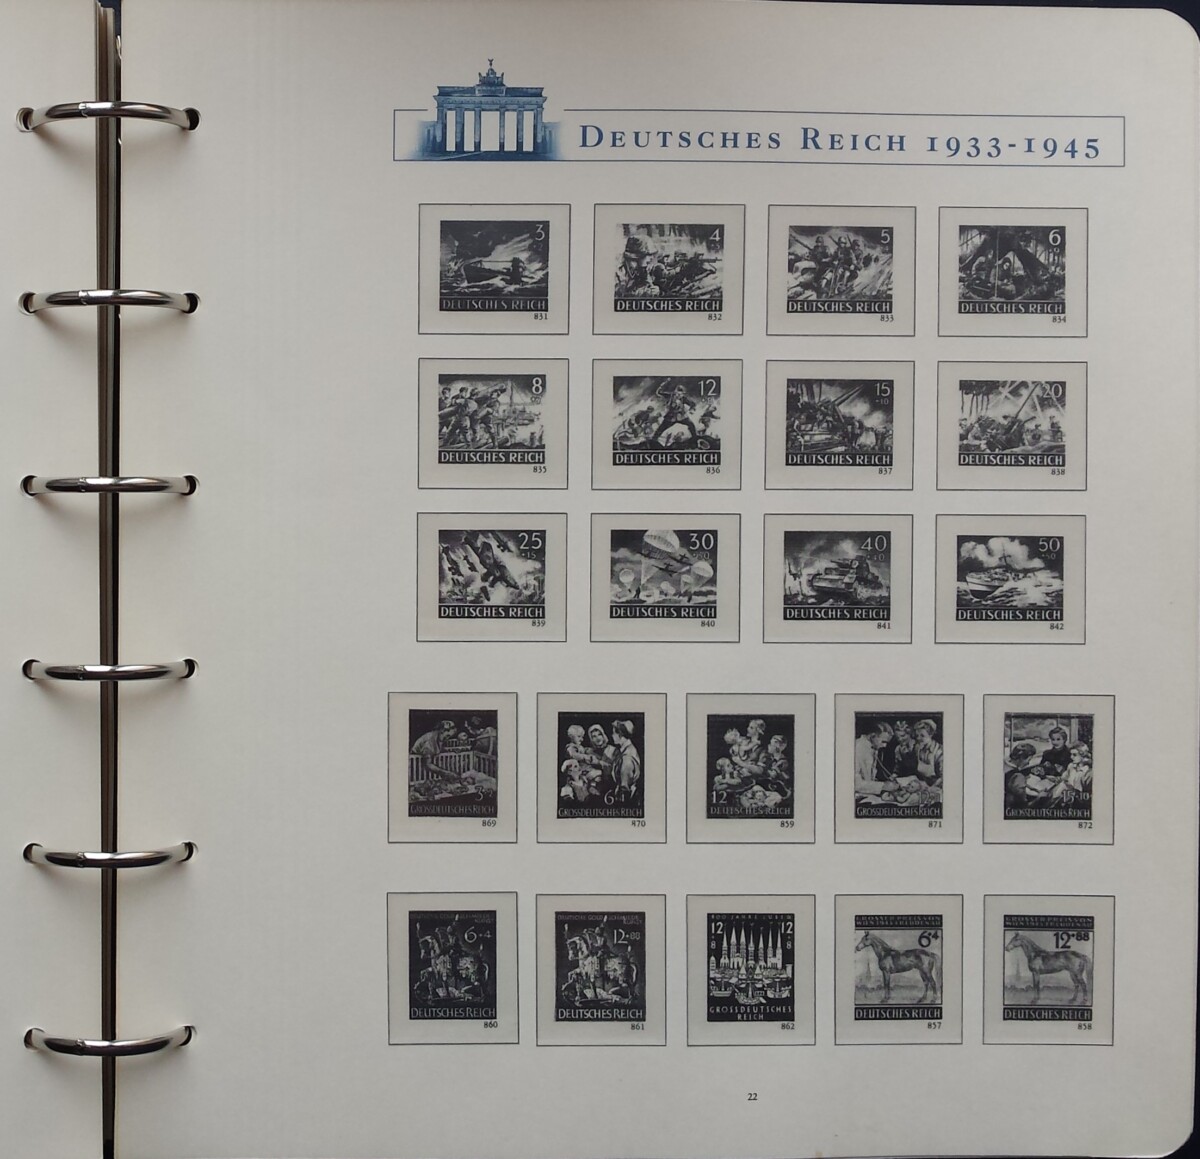 DEUTSCHES REICH 1933-1945
3 4 5 6
DEUTSCHES REICH DEUTSCHES REICH DEUTSCHES REICH DEUTSCHES REICH
831 832 833 834
8 12 15 20
+10
DEUTSCHES REICH DEUTSCHES REICH DEUTSCHES REICH DEUTSCHES REICH
835 836 837 838
25 30 40 50
+15 +40 +50
DEUTSCHES REICH DEUTSCHES REICH DEUTSCHES REICH DEUTSCHES REICH
839 840 841 842
3 6+4 12 15+10
GROSSDEUTSCHES REICH GROSSDEUTSCHES REICH DEUTSCHES REICH GROSSDEUTSCHES REICH GROSSDEUTSCHES REICH
869 870 859 871 872
6+4 12+88 12 12 6+4 12+88
8 8
DEUTSCHES REICH DEUTSCHES REICH GROSSDEUTSCHES DEUTSCHES REICH DEUTSCHES REICH
REICH
860 861 862 857 858
22